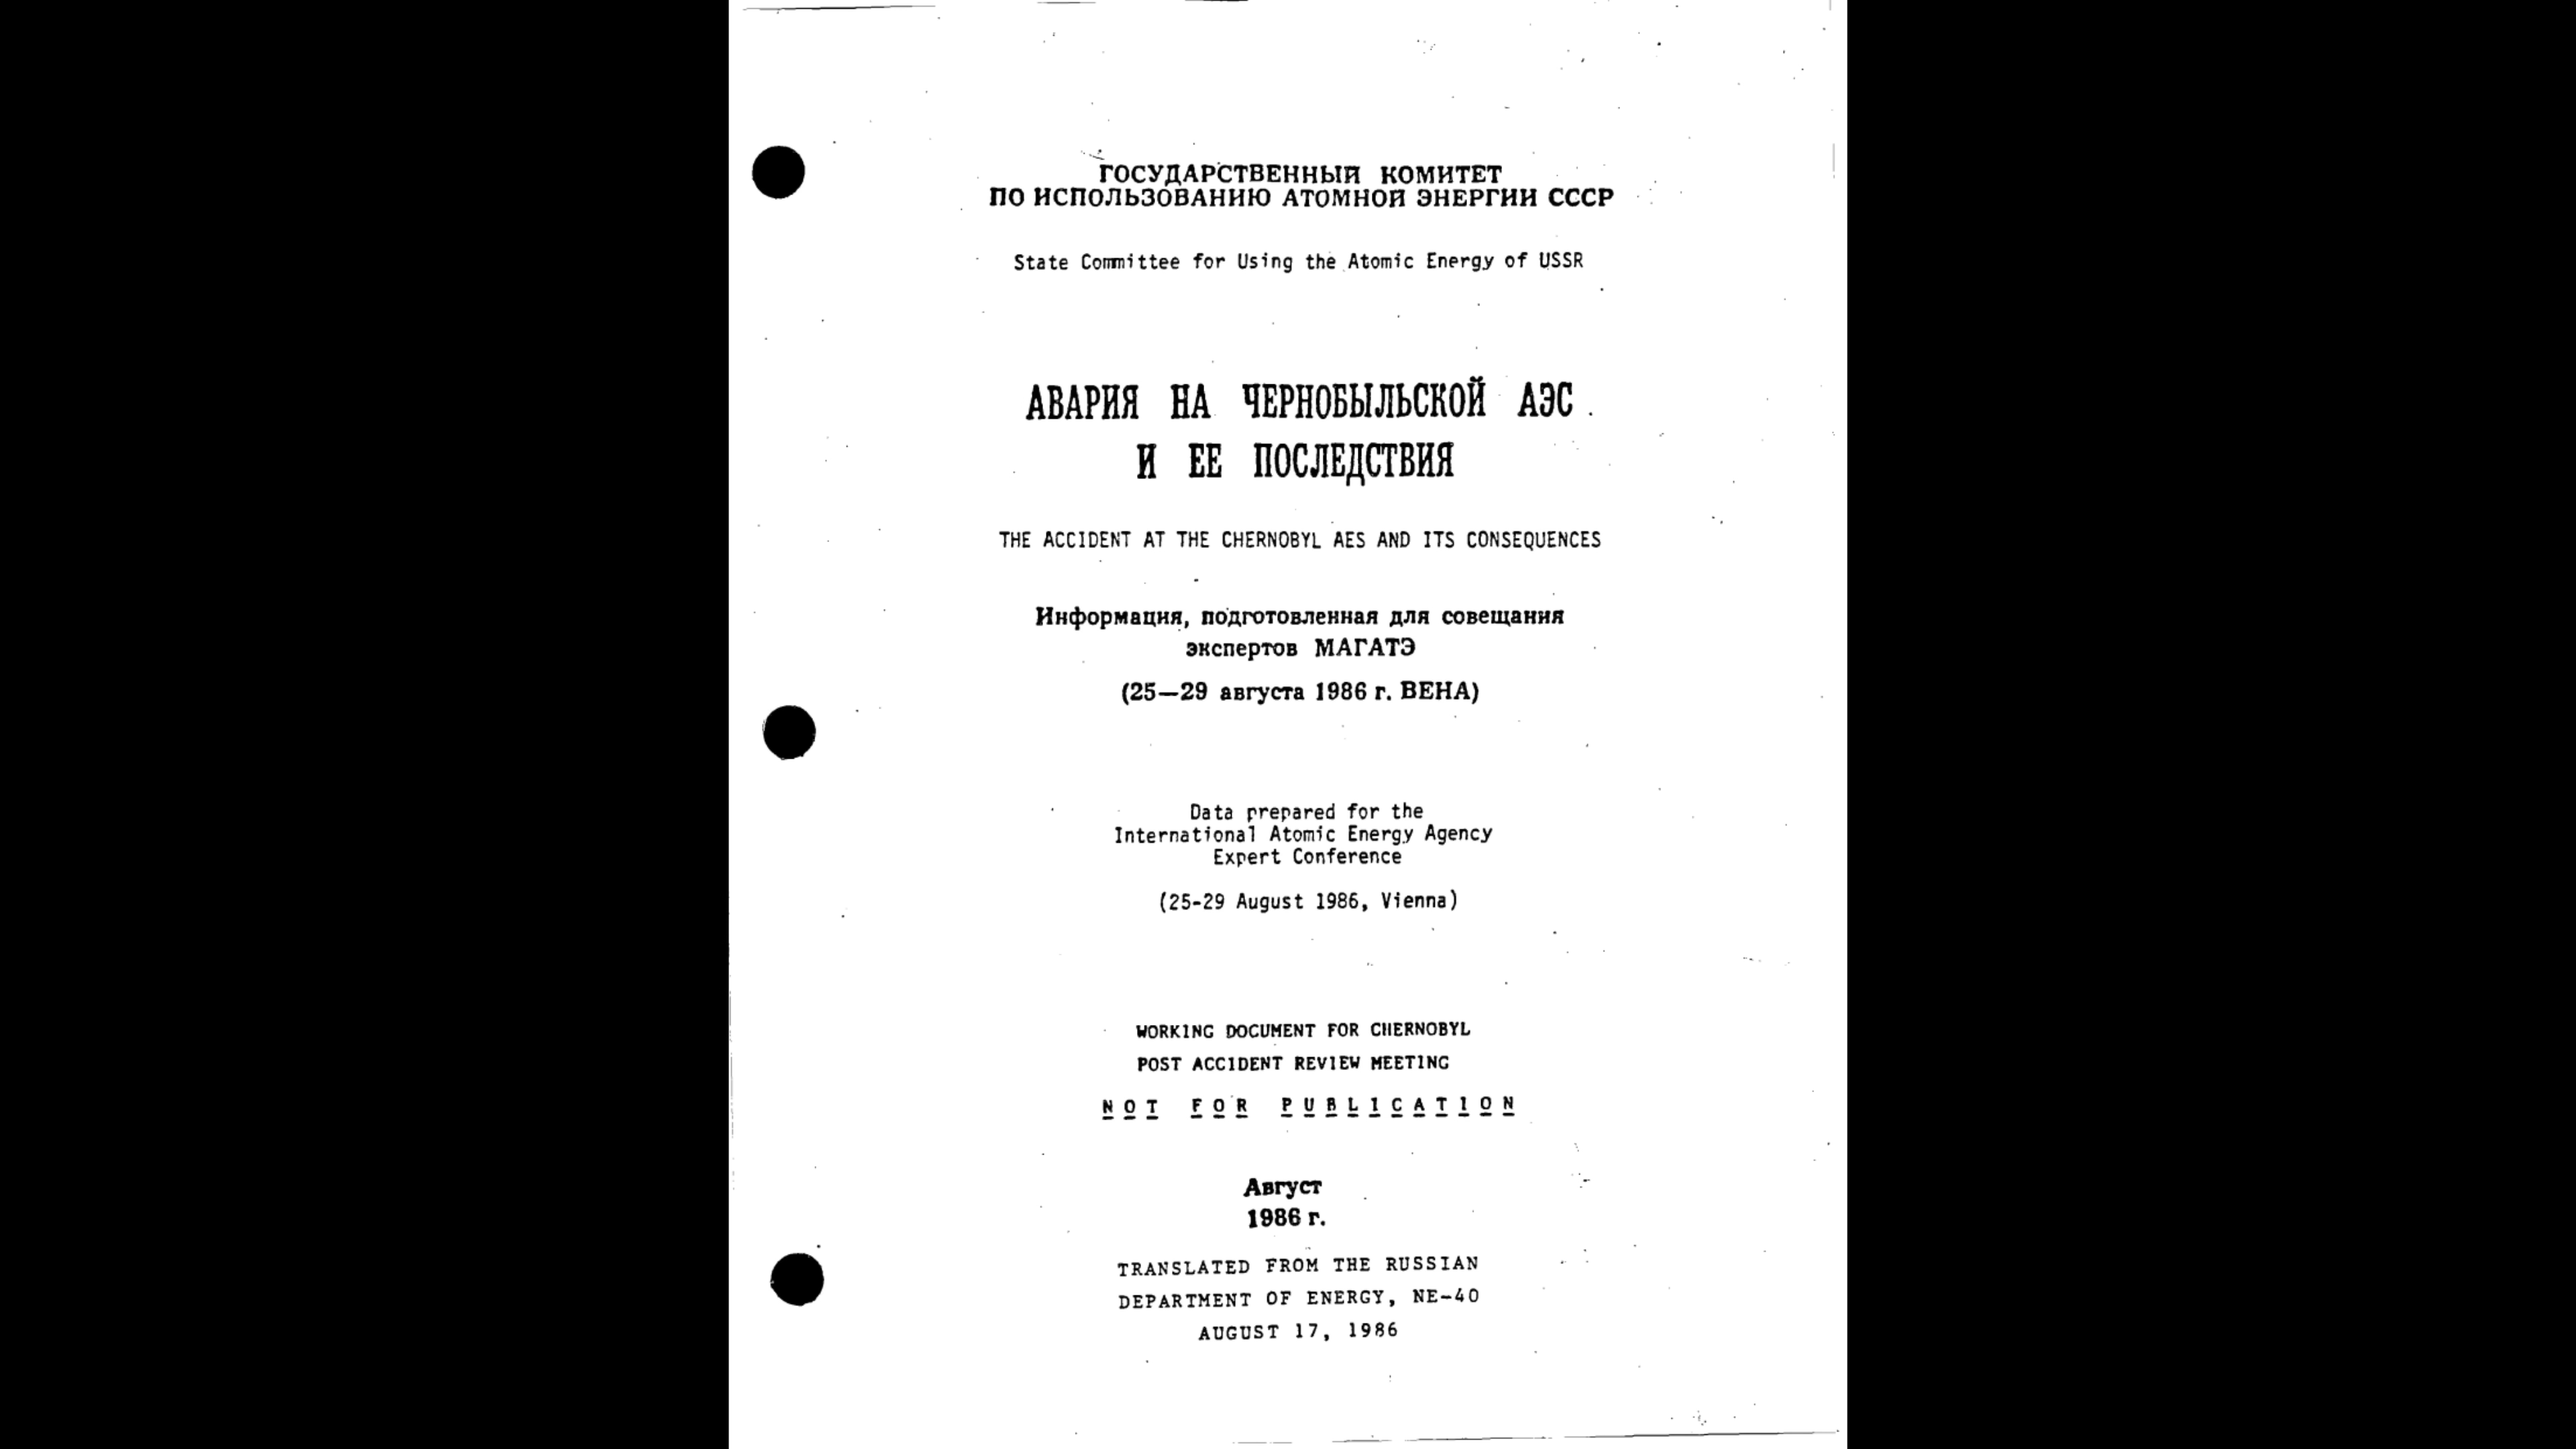 ГОСУДАРСТВЕННЫЙ КОМИТЕТ
ПО ИСПОЛЬЗОВАНИЮ АТОМНОЙ ЭНЕРГИИ СССР
State Committee for Using the Atomic Energy of USSR
АВАРИЯ НА ЧЕРНОБЫЛЬСКОЙ АЭС
И ЕЕ ПОСЛЕДСТВИЯ
THE ACCIDENT AT THE CHERNOBYL AES AND ITS CONSEQUENCES
Информация, подготовленная для совещания
экспертов МАГАТЭ
(25—29 августа 1986 г. ВЕНА)
Data prepared for the
International Atomic Energy Agency
Expert Conference
(25-29 August 1986, Vienna)
WORKING DOCUMENT FOR CHERNOBYL
POST ACCIDENT REVIEW MEETING
NOT FOR PUBLICATION
Август
1986 г.
TRANSLATED FROM THE RUSSIAN
DEPARTMENT OF ENERGY, NE-40
AUGUST 17, 1986